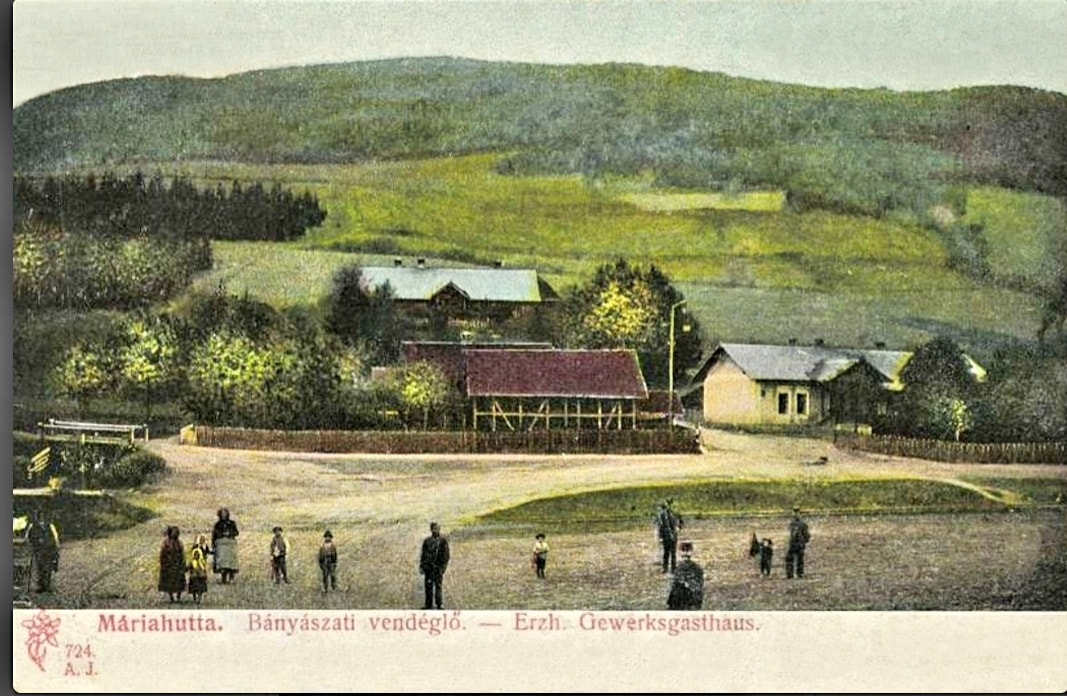 Máriahutta. Bányászati vendéglő. — Erzh. Gewerksgasthaus.
724.
A. J.